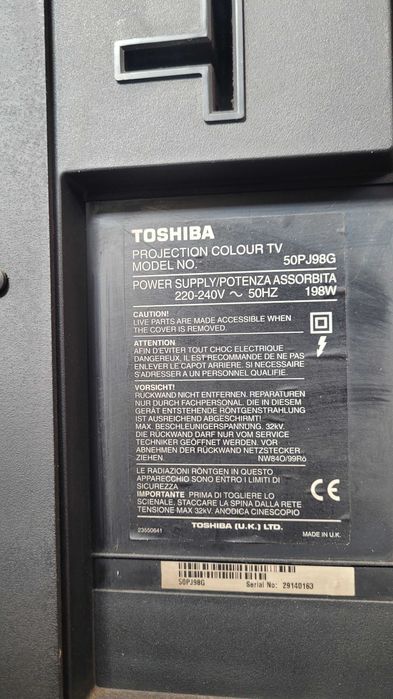 TOSHIBA
PROJECTION COLOUR TV
MODEL NO. 50PJ98G
POWER SUPPLY/POTENZA ASSORBITA
220-240V ~ 50HZ 198W
CAUTION!
LIVE PARTS ARE MADE ACCESSIBLE WHEN
THE COVER IS REMOVED.
ATTENTION
AFIN D'EVITER TOUT CHOC ELECTRIQUE
DANGEREUX, IL EST RECOMMANDE DE NE PAS
ENLEVER LE CAPOT ARRIERE. SI NECESSAIRE
S'ADRESSER A UN PERSONNEL QUALIFIE.
VORSICHT!
RÜCKWAND NICHT ENTFERNEN. REPARATUREN
NUR DURCH FACHPERSONAL. DIE IN DIESEM
GERÄT ENTSTEHENDE RÖNTGENSTRAHLUNG
IST AUSREICHEND ABGESCHIRMT!
MAX. BESCHLEUNIGERSPANNUNG. 32kV.
DIE RÜCKWAND DARF NUR VOM SERVICE
TECHNIKER GEÖFFNET WERDEN. VOR
ABNEHMEN DER RÜCKWAND NETZSTECKER
ZIEHEN. NW840/99Rö
LE RADIAZIONI RÖNTGEN IN QUESTO
APPARECCHIO SONO ENTRO I LIMITI DI
SICUREZZA
IMPORTANTE PRIMA DI TOGLIERE LO
SCIENALE, STACCARE LA SPINA DALLA RETE
TENSIONE MAX 32kV. ANODICA CINESCOPIO
CE
TOSHIBA (U.K.) LTD.
23550641 MADE IN U.K.
50PJ98G Serial No: 29140163